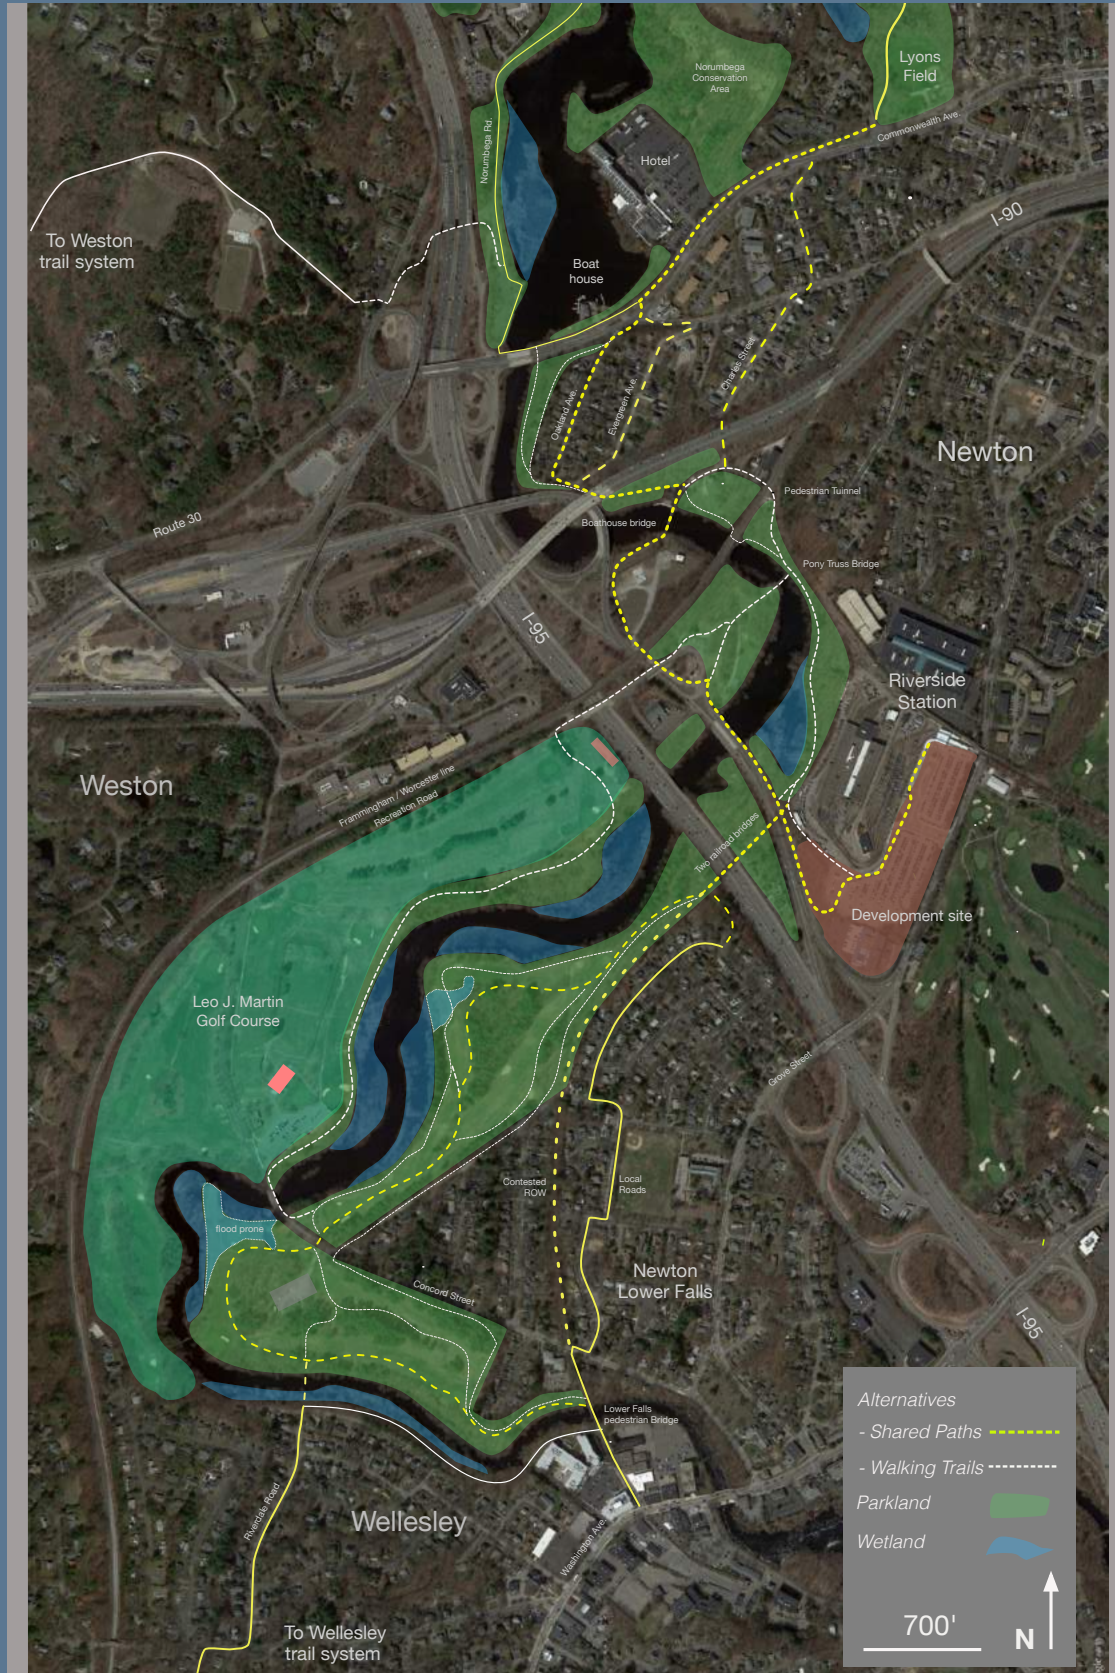 Lyons
Field
Norumbega
Conservation
Area
Commonwealth Ave.
Norumbega Rd.
Hotel
I-90
To Weston
trail system
Boat
house
Charles Street
Oakland Ave.
Evergreen Ave.
Newton
Pedestrian Tuinnel
Route 30
Boathouse bridge
Pony Truss Bridge
I-95
Riverside
Station
Weston
Frammingham / Worcester line
Recreation Road
Two railroad bridges
Development site
Leo J. Martin
Golf Course
Grove Street
Contested
ROW
Local
Roads
flood prone
Newton
Lower Falls
Concord Street
I-95
Lower Falls
pedestrian Bridge
Riverdale Road
Wellesley
Washington Ave.
To Wellesley
trail system
Alternatives
- Shared Paths
- Walking Trails
Parkland
Wetland
700'
N